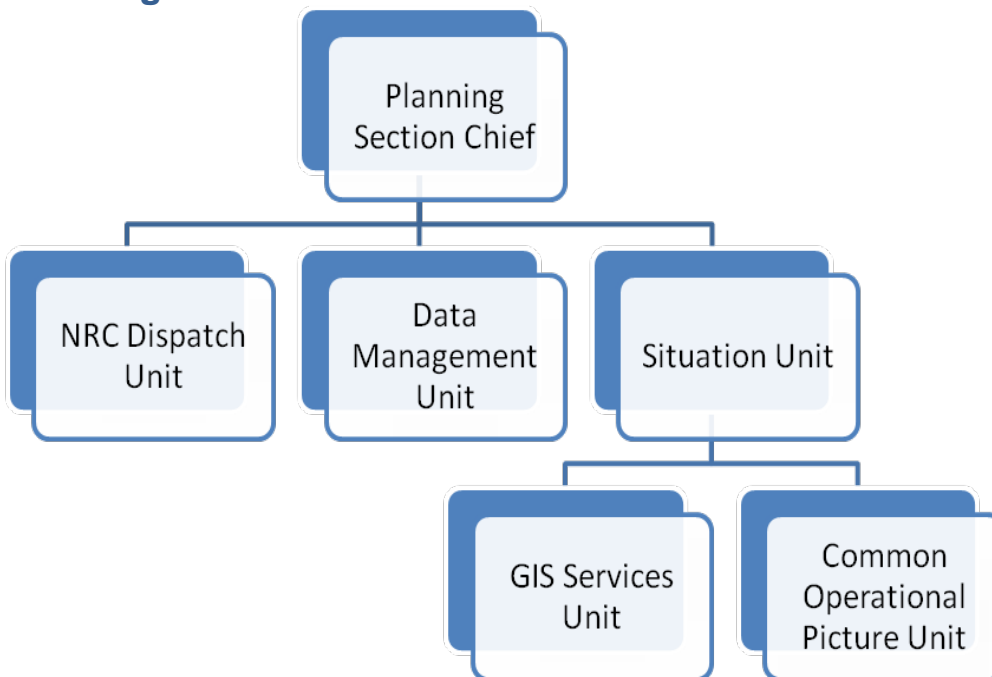 Planning
Section Chief
NRC Dispatch
Unit
Data
Management
Unit
Situation Unit
GIS Services
Unit
Common
Operational
Picture Unit